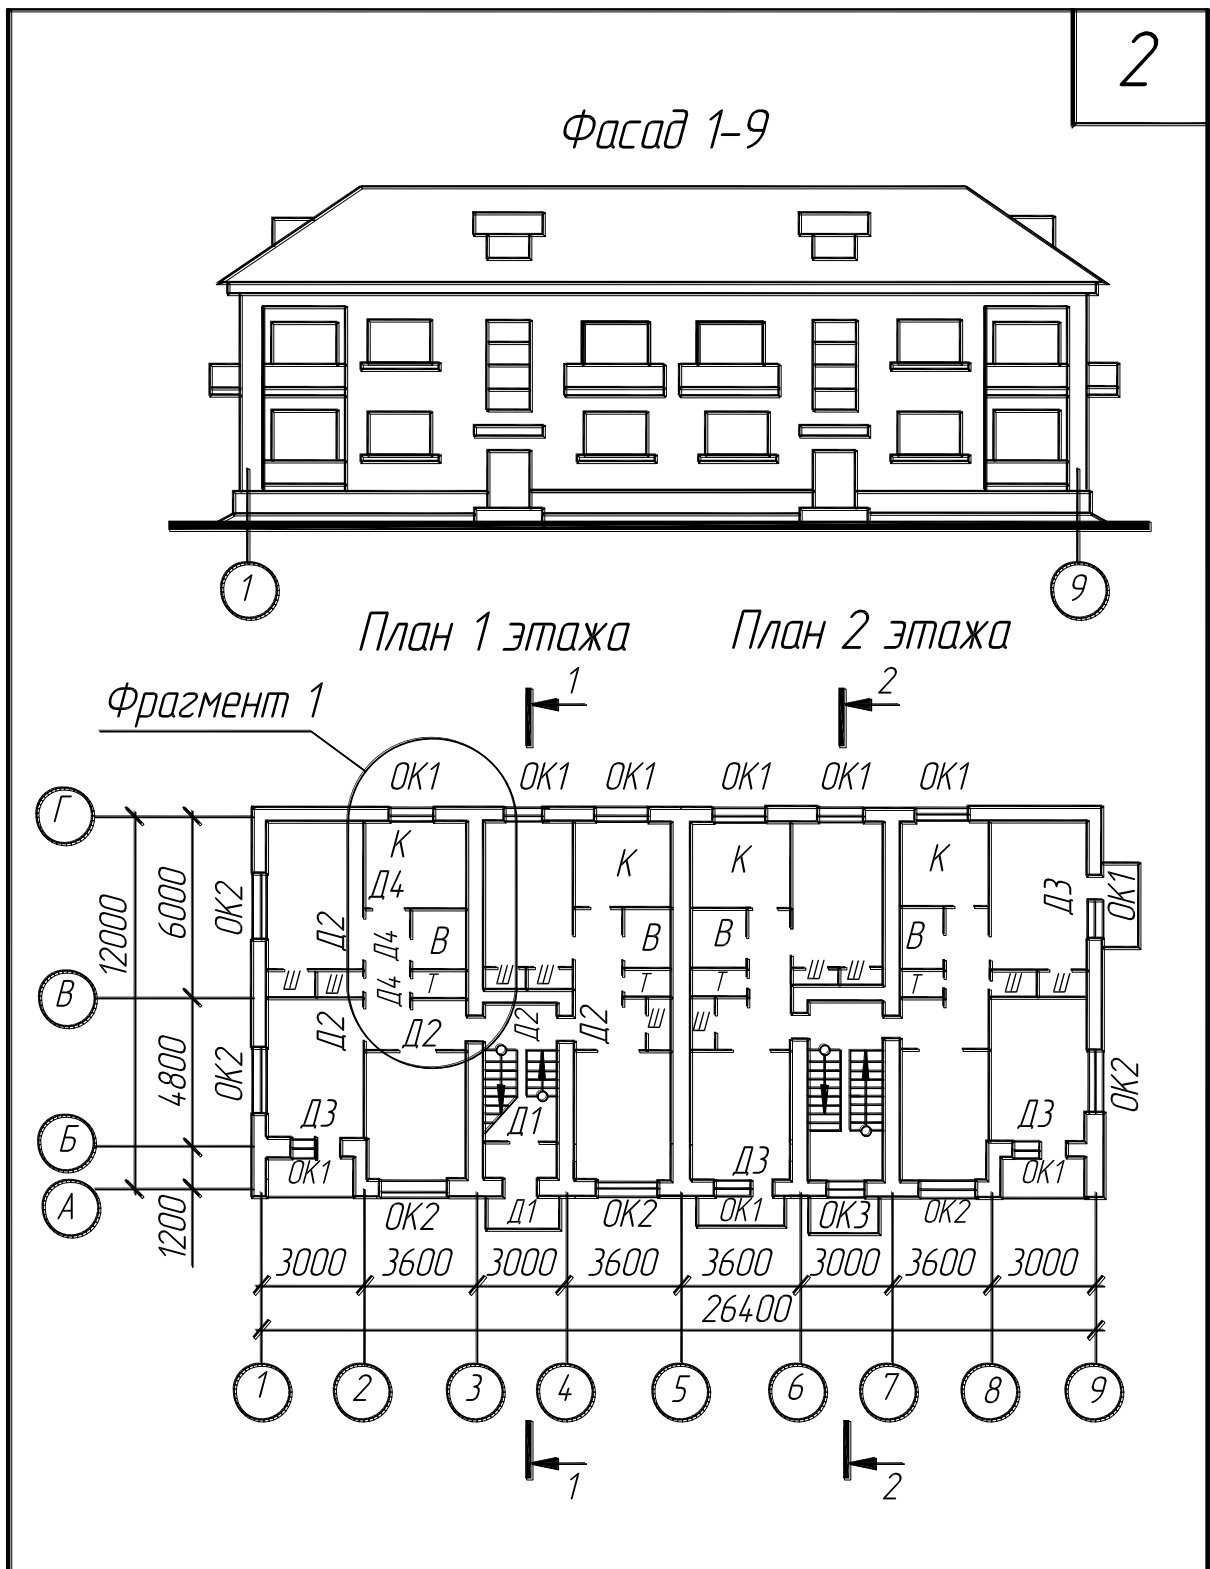 2
Фасад 1-9
1 9
План 1 этажа План 2 этажа
1 2
Фрагмент 1
ОК1 ОК1 ОК1 ОК1 ОК1 ОК1
Г
К К К К
Д4 Д3 ОК1
12000 6000 ОК2 Д2 Д4 В В В В
Ш Ш Д4 Т Ш Ш Т Т Ш Ш Т Ш Ш
В
Д2 Д2 Д2 Д2 Ш Ш
4800 ОК2 ОК2
Д3 Д1 Д3
Б
ОК1 Д3 ОК1
А
1200 ОК2 Д1 ОК2 ОК1 ОК3 ОК2
3000 3600 3000 3600 3600 3000 3600 3000
26400
1 2 3 4 5 6 7 8 9
1 2